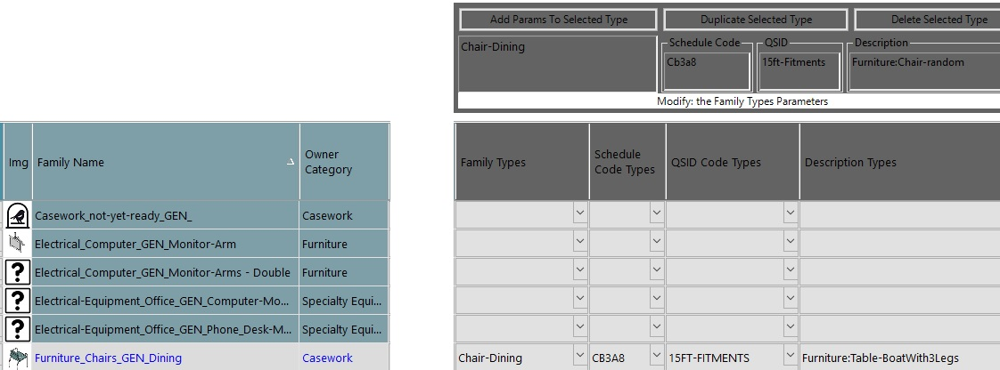 Add Params To Selected Type Duplicate Selected Type Delete Selected Type
Chair-Dining
Schedule Code QSID Description
Cb3a8 15ft-Fitments Furniture:Chair-random
Modify: the Family Types Parameters
Img Family Name Owner Category
Family Types Schedule Code Types QSID Code Types Description Types
Casework_not-yet-ready_GEN_ Casework
Electrical_Computer_GEN_Monitor-Arm Furniture
Electrical_Computer_GEN_Monitor-Arms - Double Furniture
Electrical-Equipment_Office_GEN_Computer-Mo... Specialty Equi...
Electrical-Equipment_Office_GEN_Phone_Desk-M... Specialty Equi...
Furniture_Chairs_GEN_Dining Casework Chair-Dining CB3A8 15FT-FITMENTS Furniture:Table-BoatWith3Legs